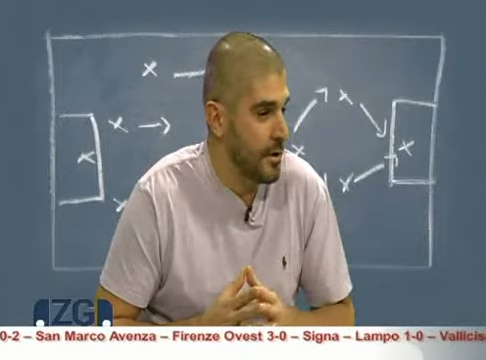 ZG
0-2 – San Marco Avenza – Firenze Ovest 3-0 – Signa – Lampo 1-0 – Vallicis